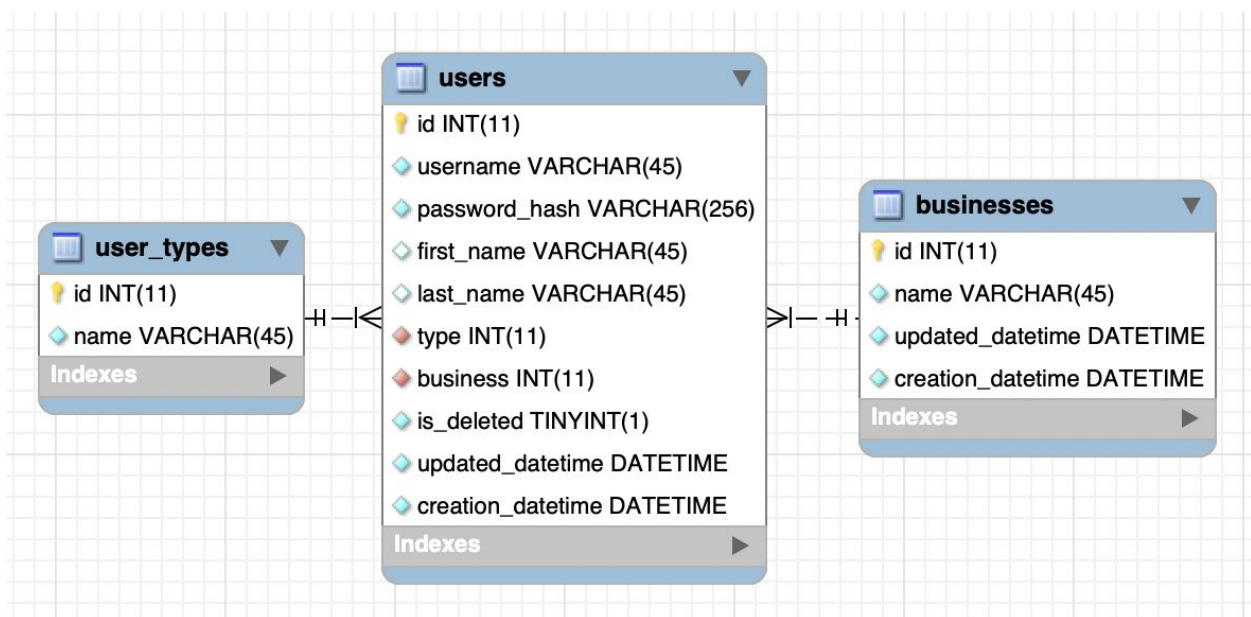 user_types
id INT(11)
name VARCHAR(45)
Indexes
users
id INT(11)
username VARCHAR(45)
password_hash VARCHAR(256)
first_name VARCHAR(45)
last_name VARCHAR(45)
type INT(11)
business INT(11)
is_deleted TINYINT(1)
updated_datetime DATETIME
creation_datetime DATETIME
Indexes
businesses
id INT(11)
name VARCHAR(45)
updated_datetime DATETIME
creation_datetime DATETIME
Indexes